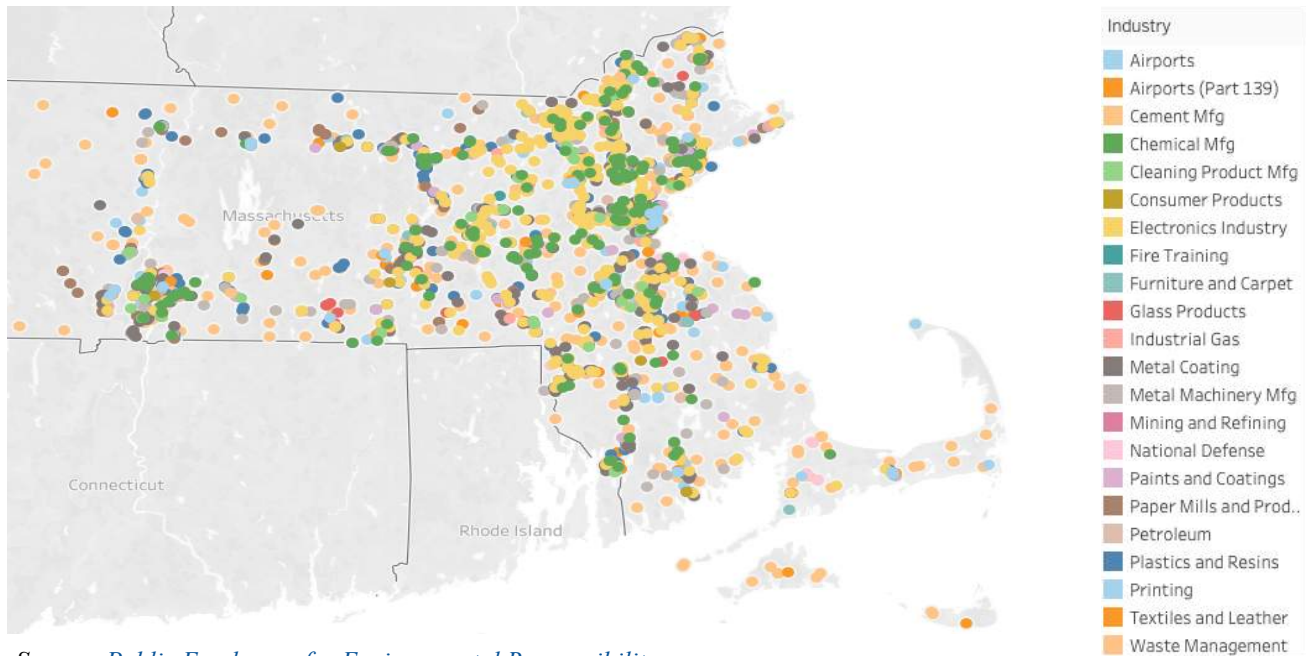 Massachusetts
Connecticut
Rhode Island
Industry
Airports
Airports (Part 139)
Cement Mfg
Chemical Mfg
Cleaning Product Mfg
Consumer Products
Electronics Industry
Fire Training
Furniture and Carpet
Glass Products
Industrial Gas
Metal Coating
Metal Machinery Mfg
Mining and Refining
National Defense
Paints and Coatings
Paper Mills and Prod..
Petroleum
Plastics and Resins
Printing
Textiles and Leather
Waste Management